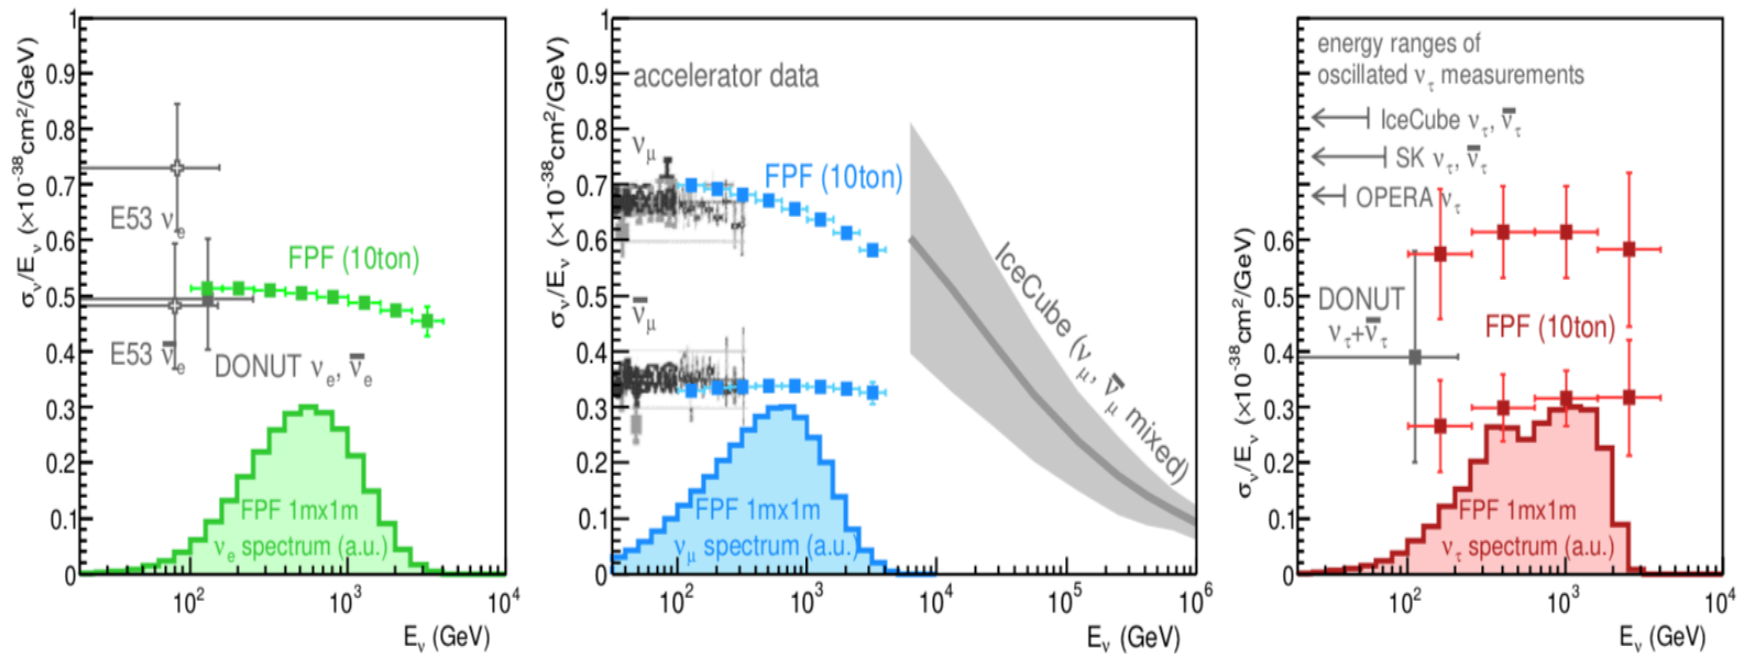 σν/Eν (×10-38cm2/GeV)
1
0.9
0.8
0.7
0.6
0.5
0.4
0.3
0.2
0.1
0
E53 νe
E53 ν̅e
DONUT νe, ν̅e
FPF (10ton)
FPF 1mx1m
νe spectrum (a.u.)
10²
10³
10⁴
Eν (GeV)
σν/Eν (×10-38cm2/GeV)
1
0.9
0.8
0.7
0.6
0.5
0.4
0.3
0.2
0.1
0
accelerator data
νμ
FPF (10ton)
ν̅μ
IceCube (νμ, ν̅μ mixed)
FPF 1mx1m
νμ spectrum (a.u.)
10²
10³
10⁴
10⁵
10⁶
Eν (GeV)
σν/Eν (×10-38cm2/GeV)
0.6
0.5
0.4
0.3
0.2
0.1
0
energy ranges of
oscillated ντ measurements
IceCube ντ, ν̅τ
SK ντ, ν̅τ
OPERA ντ
DONUT
ντ+ν̅τ
FPF (10ton)
FPF 1mx1m
ντ spectrum (a.u.)
10²
10³
10⁴
Eν (GeV)